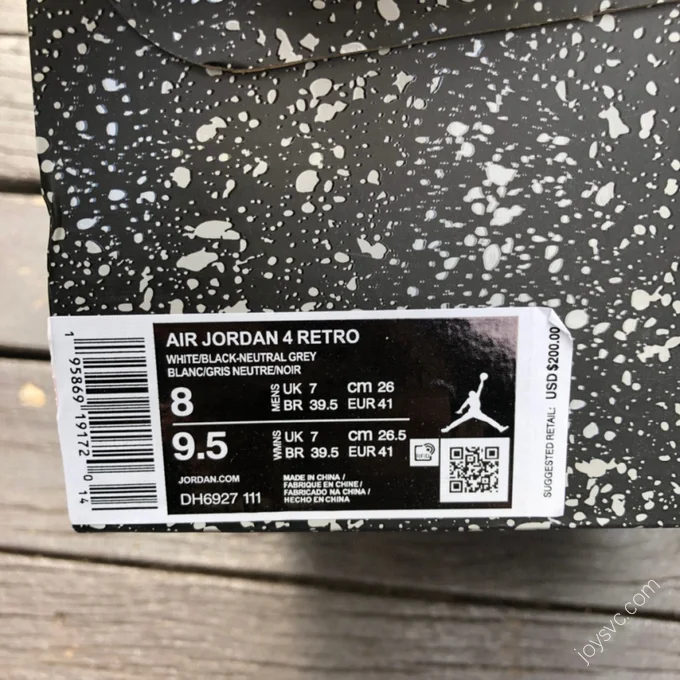 AIR JORDAN 4 RETRO
WHITE/BLACK-NEUTRAL GREY
BLANC/GRIS NEUTRE/NOIR
8 MENS UK 7 cm 26
BR 39.5 EUR 41
9.5 WMNS UK 7 cm 26.5
BR 39.5 EUR 41
JORDAN.COM
DH6927 111
MADE IN CHINA /
FABRIQUE EN CHINE /
FABRICADO NA CHINA /
HECHO EN CHINA
1 95869 19172 0 14
SUGGESTED RETAIL: USD $200.00
joysvc.com